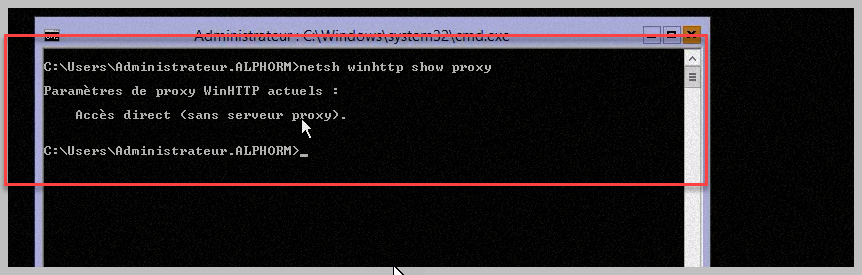 Administrateur : C:\Windows\system32\cmd.exe
C:\Users\Administrateur.ALPHORM>netsh winhttp show proxy
Paramètres de proxy WinHTTP actuels :
Accès direct (sans serveur proxy).
C:\Users\Administrateur.ALPHORM>_